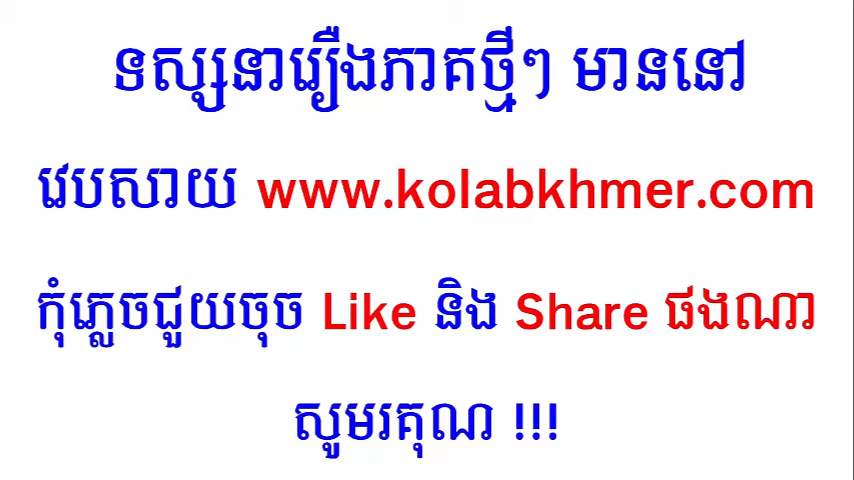 ទស្សនារឿងភាគថ្មីៗ មាននៅ
វេបសាយ www.kolabkhmer.com
កុំភ្លេចជួយចុច Like និង Share ផងណា
សូមរគុណ !!!